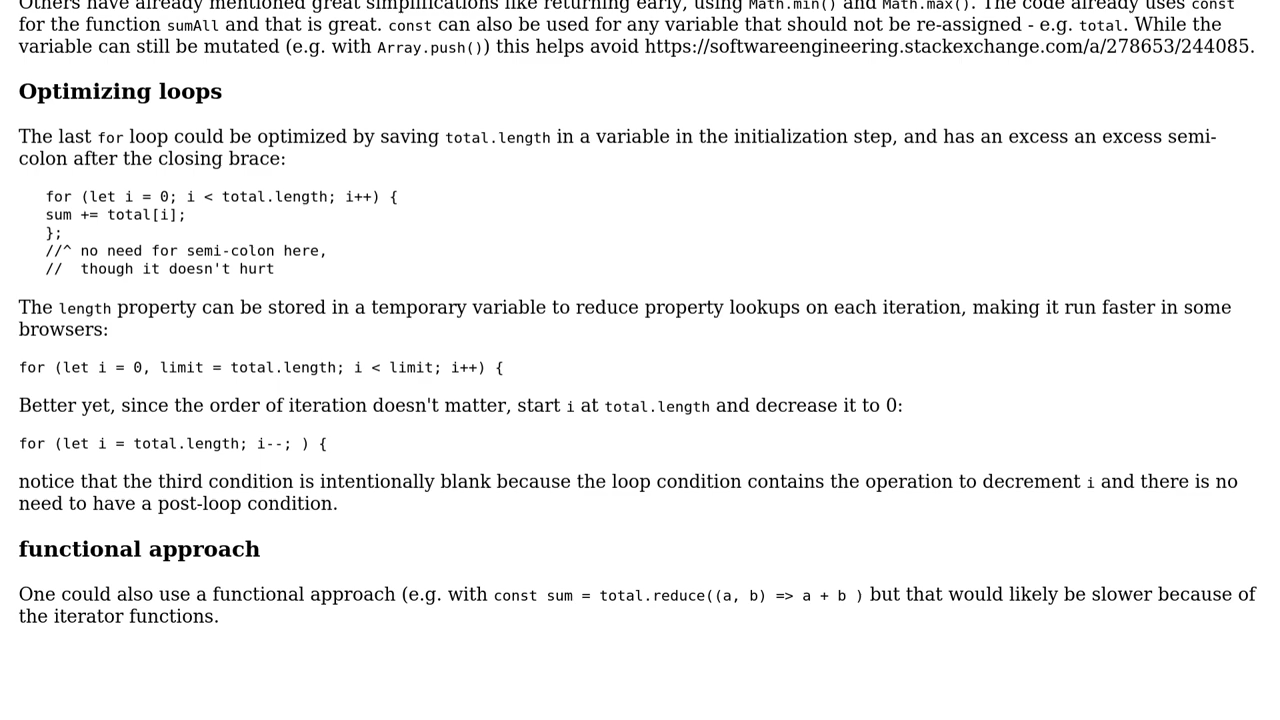 Others have already mentioned great simplifications like returning early, using Math.min() and Math.max(). The code already uses const
for the function sumAll and that is great. const can also be used for any variable that should not be re-assigned - e.g. total. While the
variable can still be mutated (e.g. with Array.push()) this helps avoid https://softwareengineering.stackexchange.com/a/278653/244085.
Optimizing loops
The last for loop could be optimized by saving total.length in a variable in the initialization step, and has an excess an excess semi-
colon after the closing brace:
for (let i = 0; i < total.length; i++) {
sum += total[i];
};
//^ no need for semi-colon here,
//  though it doesn't hurt
The length property can be stored in a temporary variable to reduce property lookups on each iteration, making it run faster in some
browsers:
for (let i = 0, limit = total.length; i < limit; i++) {
Better yet, since the order of iteration doesn't matter, start i at total.length and decrease it to 0:
for (let i = total.length; i--; ) {
notice that the third condition is intentionally blank because the loop condition contains the operation to decrement i and there is no
need to have a post-loop condition.
functional approach
One could also use a functional approach (e.g. with const sum = total.reduce((a, b) => a + b ) but that would likely be slower because of
the iterator functions.